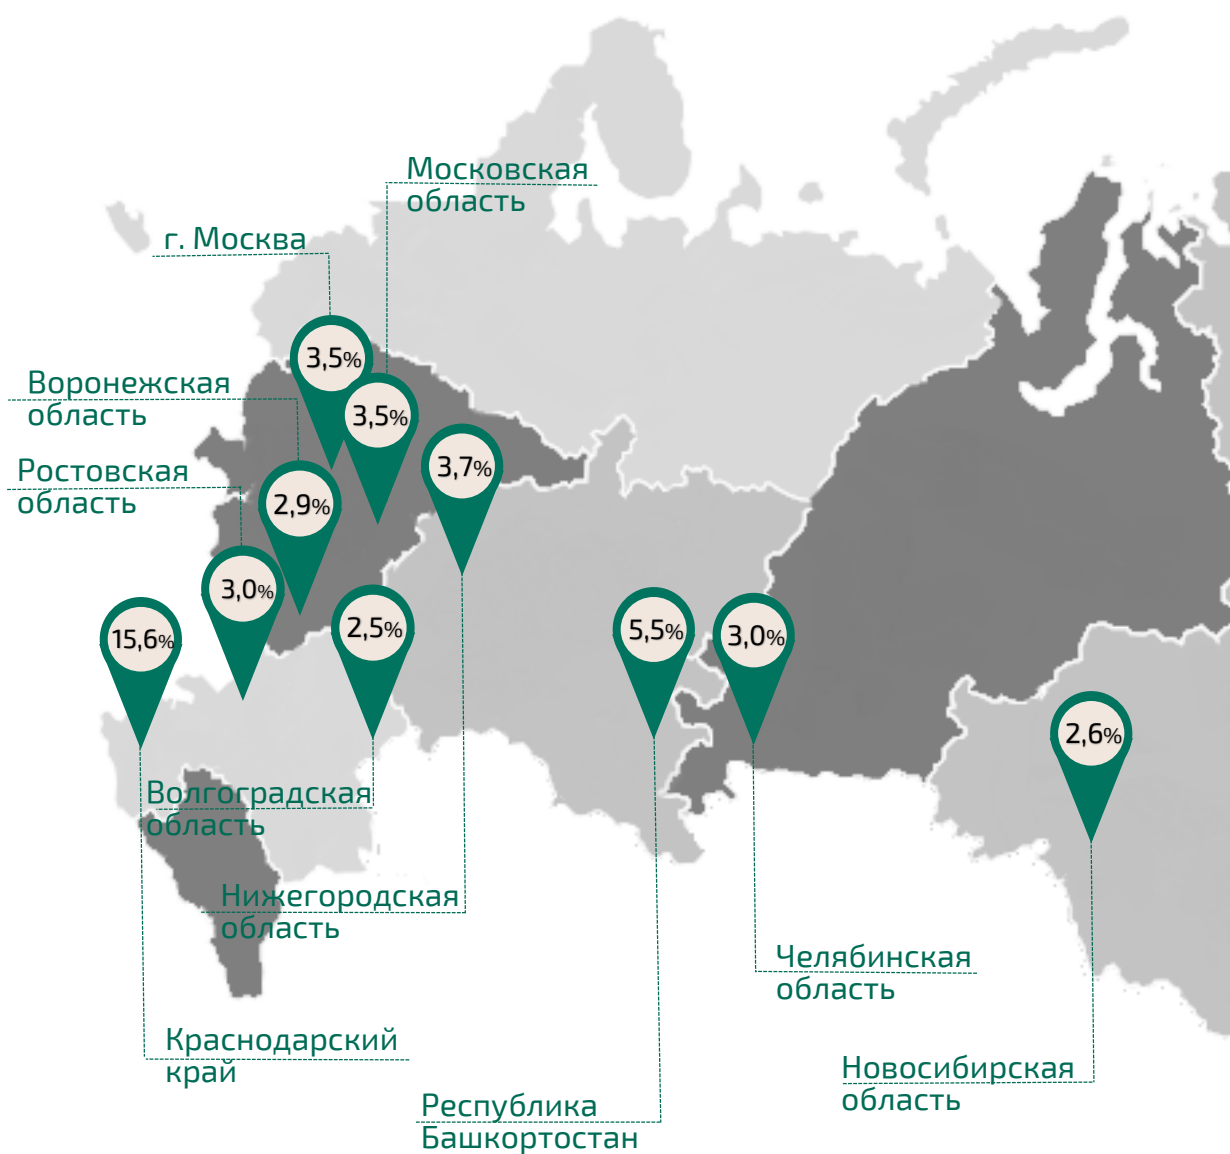 Московская
область
г. Москва
3,5%
Воронежская
область
3,5%
3,7%
Ростовская
область
2,9%
3,0%
15,6%
2,5%
5,5%
3,0%
2,6%
Волгоградская
область
Нижегородская
область
Челябинская
область
Краснодарский
край
Новосибирская
область
Республика
Башкортостан